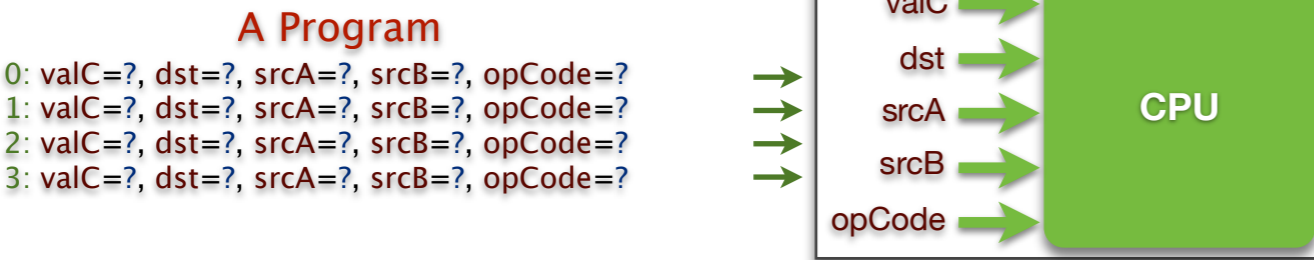 A Program
0: valC=?, dst=?, srcA=?, srcB=?, opCode=?
1: valC=?, dst=?, srcA=?, srcB=?, opCode=?
2: valC=?, dst=?, srcA=?, srcB=?, opCode=?
3: valC=?, dst=?, srcA=?, srcB=?, opCode=?
valC
dst
srcA
srcB
opCode
CPU